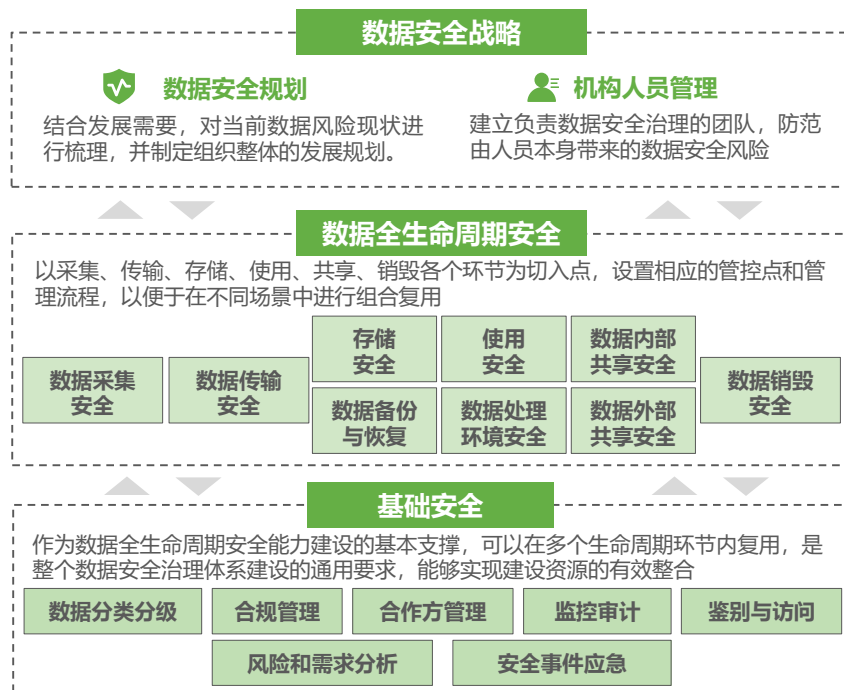 数据安全战略
数据安全规划
结合发展需要，对当前数据风险现状进
行梳理，并制定组织整体的发展规划。
机构人员管理
建立负责数据安全治理的团队，防范
由人员本身带来的数据安全风险
数据全生命周期安全
以采集、传输、存储、使用、共享、销毁各个环节为切入点，设置相应的管控点和管
理流程，以便于在不同场景中进行组合复用
数据采集
安全
数据传输
安全
存储
安全
使用
安全
数据内部
共享安全
数据备份
与恢复
数据处理
环境安全
数据外部
共享安全
数据销毁
安全
基础安全
作为数据全生命周期安全能力建设的基本支撑，可以在多个生命周期环节内复用，是
整个数据安全治理体系建设的通用要求，能够实现建设资源的有效整合
数据分类分级
合规管理
合作方管理
监控审计
鉴别与访问
风险和需求分析
安全事件应急